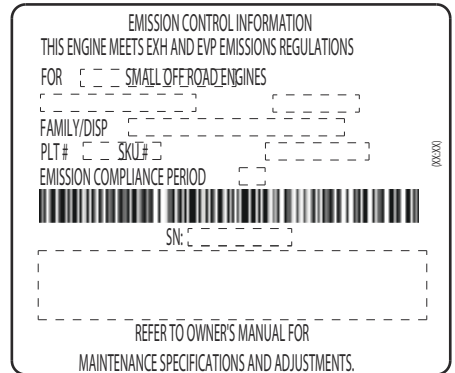 EMISSION CONTROL INFORMATION
THIS ENGINE MEETS EXH AND EVP EMISSIONS REGULATIONS
FOR SMALL OFF ROAD ENGINES
FAMILY/DISP
PLT # SKU #
(XX:XX)
EMISSION COMPLIANCE PERIOD
SN:
REFER TO OWNER'S MANUAL FOR
MAINTENANCE SPECIFICATIONS AND ADJUSTMENTS.